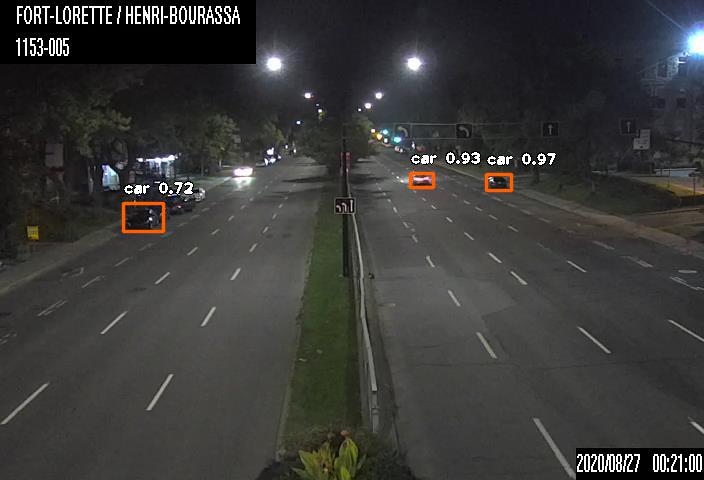 FORT-LORETTE / HENRI-BOURASSA
1153-005
car 0.93
car 0.97
car 0.72
2020/08/27 00:21:00